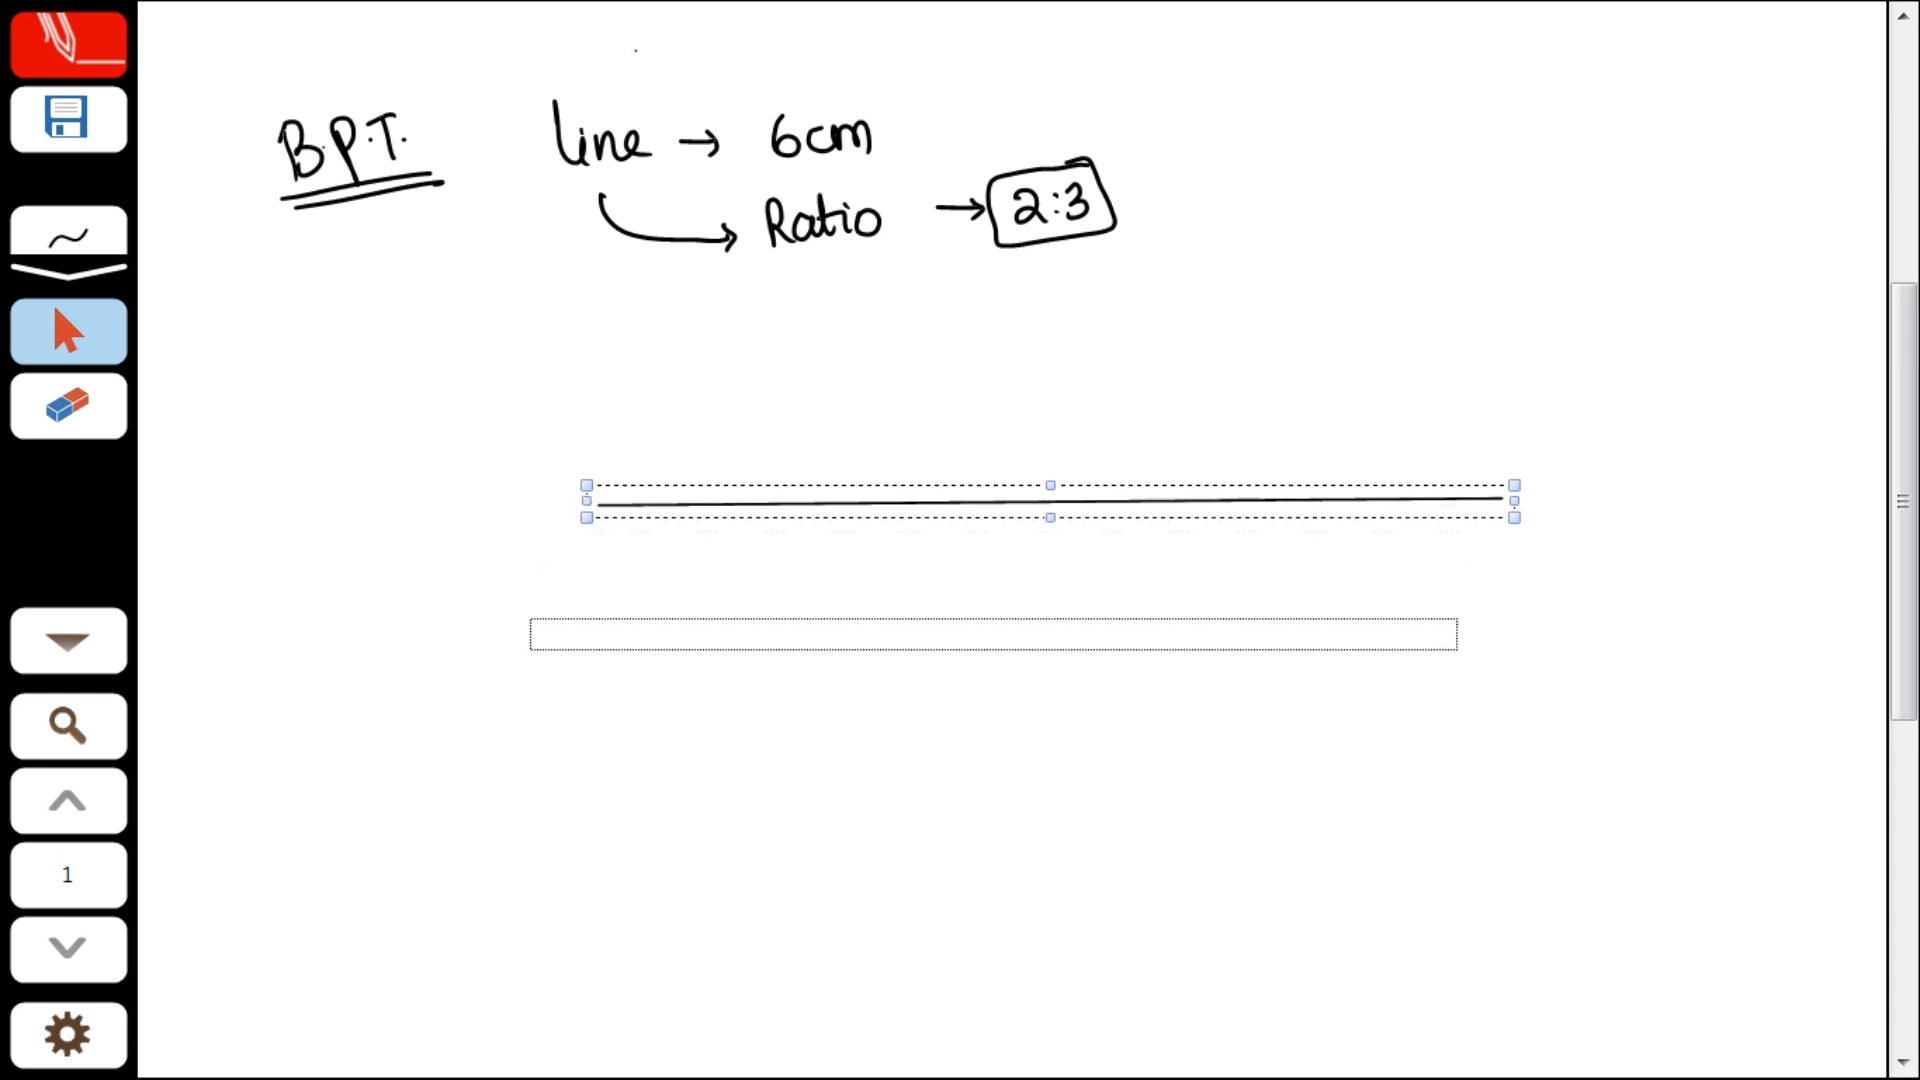 B.P.T.
line → 6cm
Ratio → 2:3
1